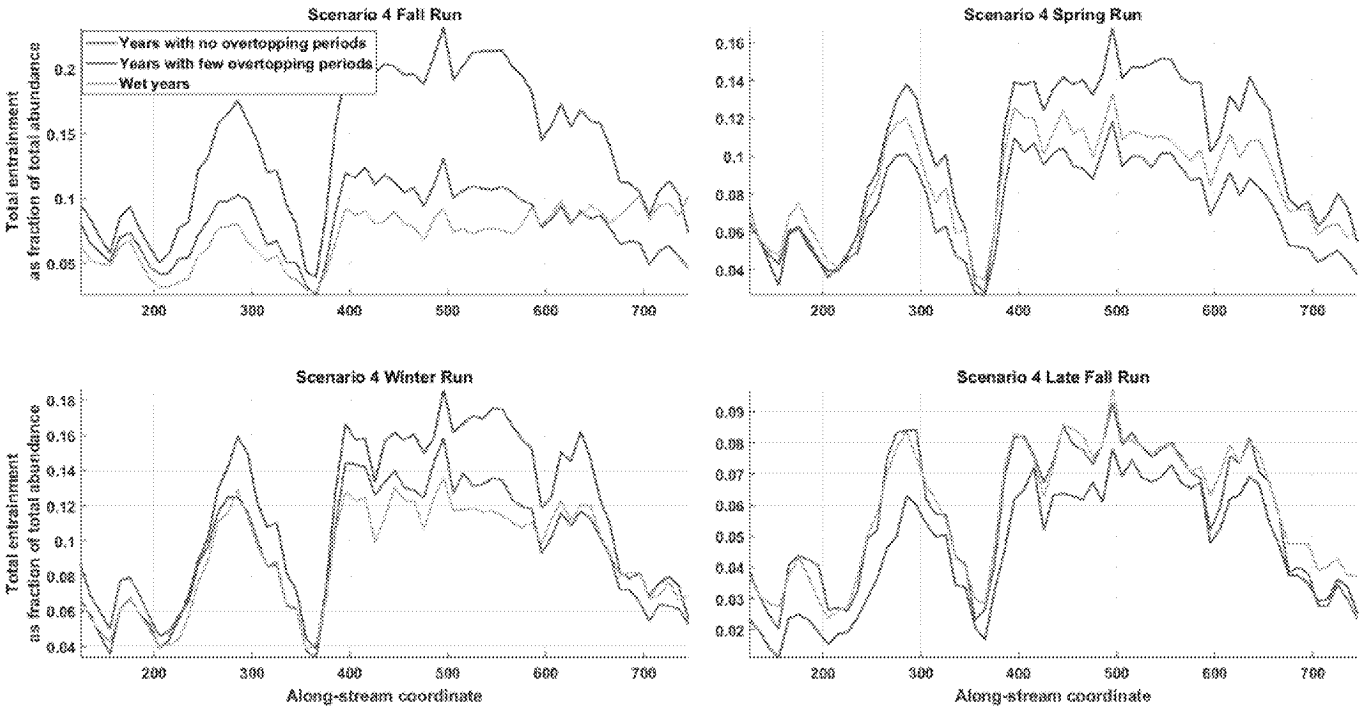 Scenario 4 Fall Run
Years with no overtopping periods
Years with few overtopping periods
Wet years
0.2
0.15
0.1
0.05
Total entrainment
as fraction of total abundance
200 300 400 500 600 700
Scenario 4 Spring Run
0.16
0.14
0.12
0.1
0.08
0.06
0.04
200 300 400 500 600 700
Scenario 4 Winter Run
0.18
0.16
0.14
0.12
0.1
0.08
0.06
0.04
Total entrainment
as fraction of total abundance
200 300 400 500 600 700
Along-stream coordinate
Scenario 4 Late Fall Run
0.09
0.08
0.07
0.06
0.05
0.04
0.03
0.02
200 300 400 500 600 700
Along-stream coordinate